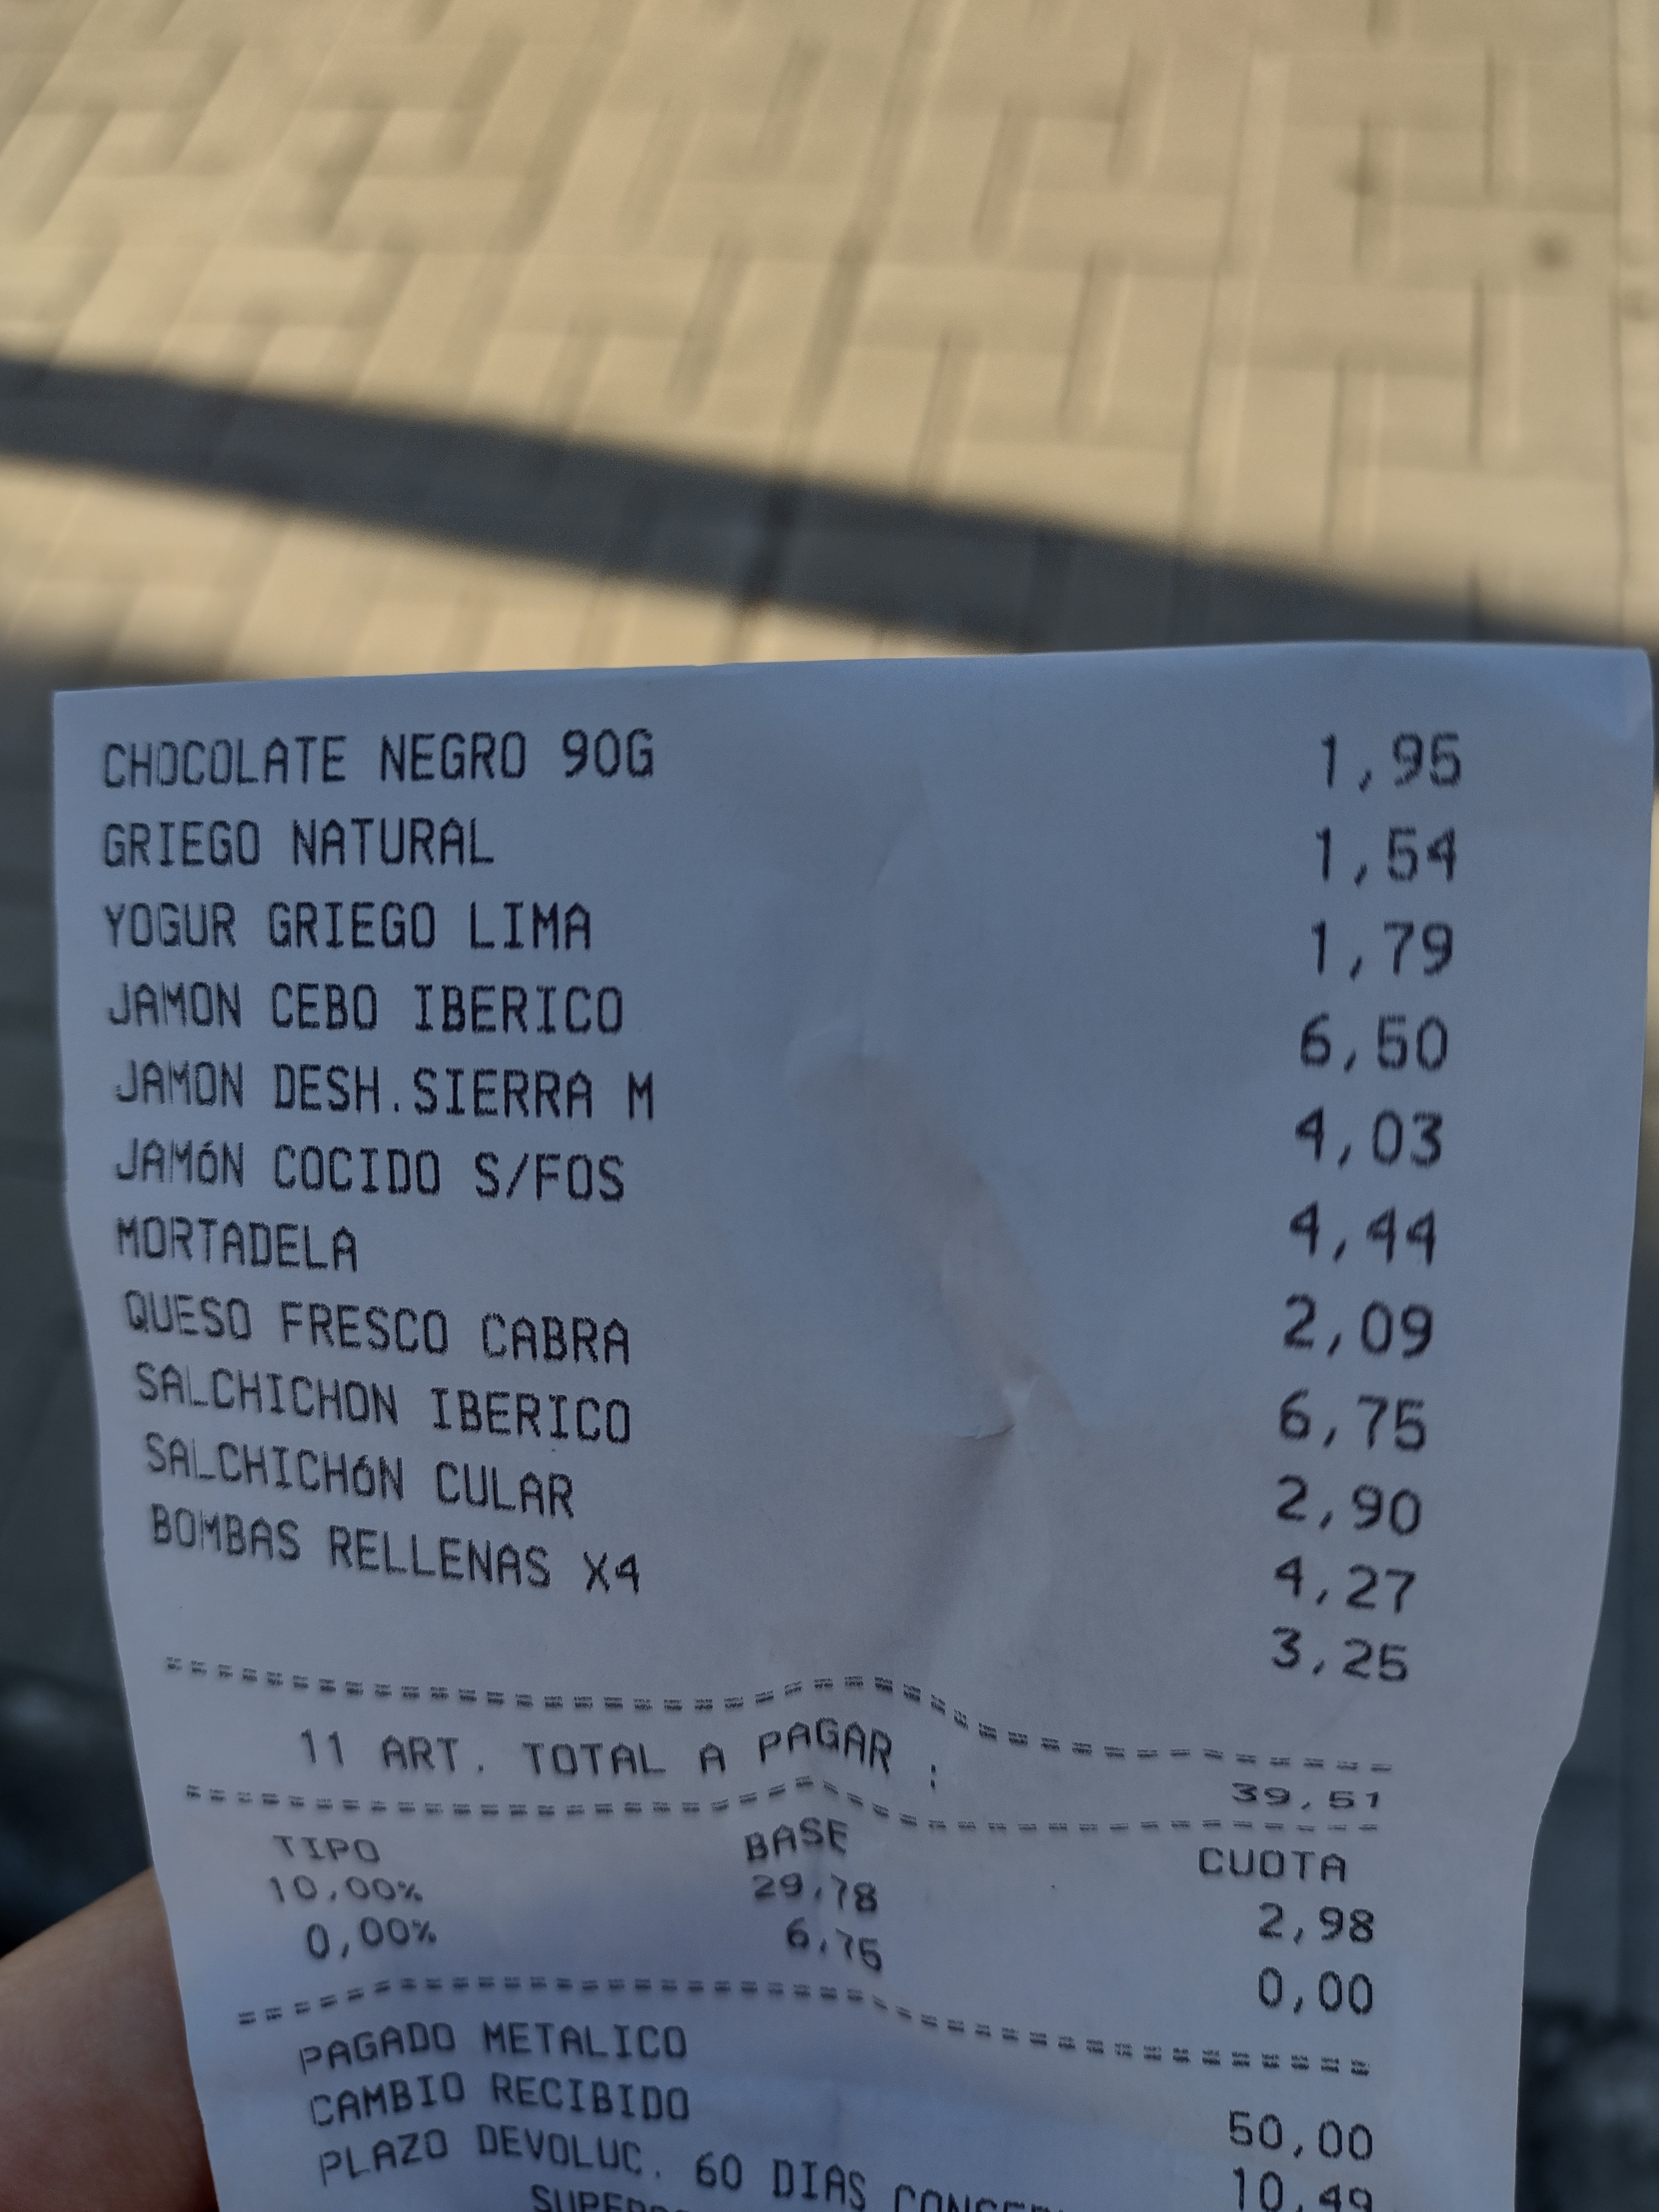 CHOCOLATE NEGRO 90G 1,95
GRIEGO NATURAL 1,54
YOGUR GRIEGO LIMA 1,79
JAMON CEBO IBERICO 6,50
JAMON DESH.SIERRA M 4,03
JAMóN COCIDO S/FOS 4,44
MORTADELA 2,09
QUESO FRESCO CABRA 6,75
SALCHICHON IBERICO 2,90
SALCHICHóN CULAR 4,27
BOMBAS RELLENAS X4 3,25
11 ART. TOTAL A PAGAR : 39,51
TIPO BASE CUOTA
10,00% 29,78 2,98
0,00% 6,75 0,00
PAGADO METALICO 50,00
CAMBIO RECIBIDO 10,49
PLAZO DEVOLUC. 60 DIAS